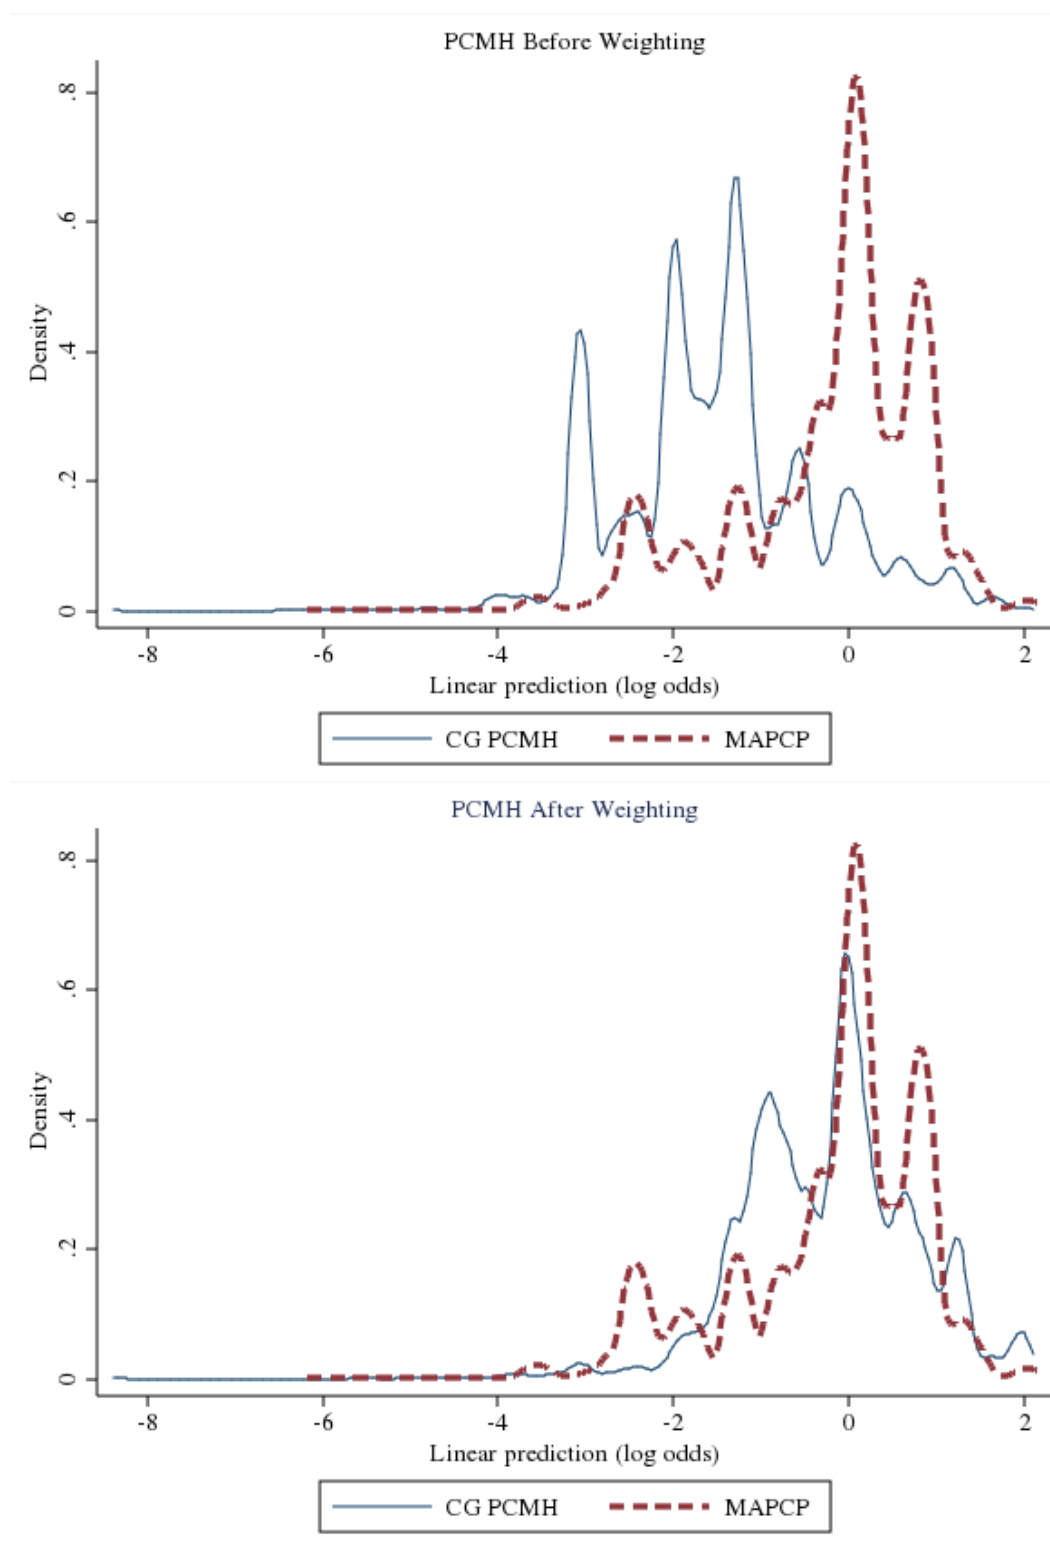 PCMH Before Weighting
.8
.6
.4
.2
0
Density
-8 -6 -4 -2 0 2
Linear prediction (log odds)
CG PCMH MAPCP
PCMH After Weighting
.8
.6
.4
.2
0
Density
-8 -6 -4 -2 0 2
Linear prediction (log odds)
CG PCMH MAPCP